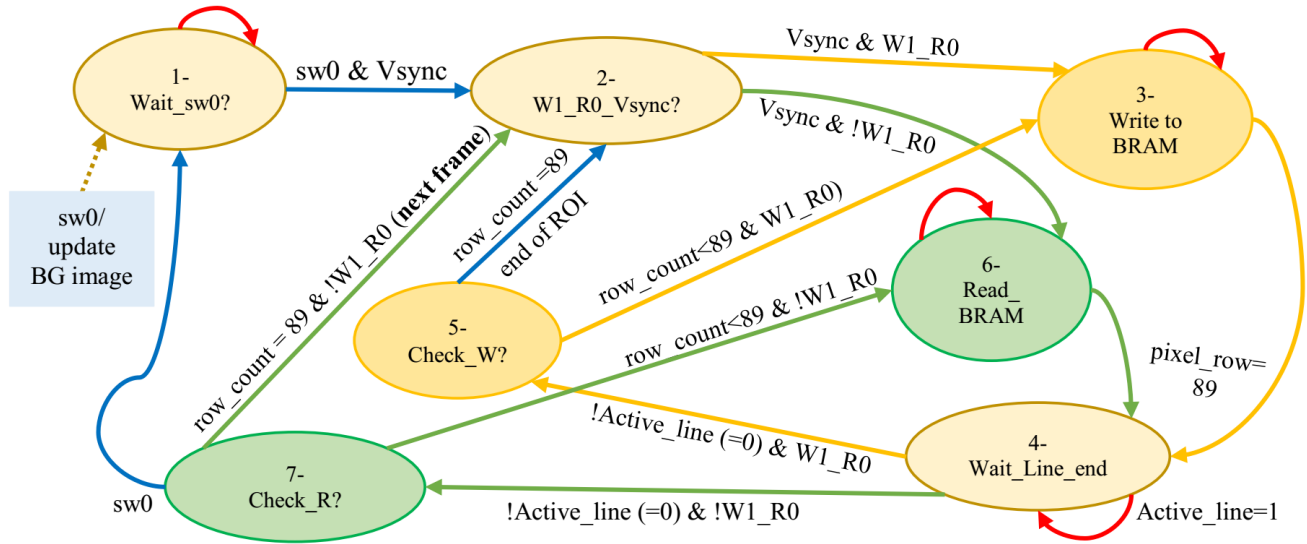 1-
Wait_sw0?
sw0 & Vsync
2-
W1_R0_Vsync?
Vsync & W1_R0
3-
Write to
BRAM
Vsync & !W1_R0
sw0/
update
BG image
row_count = 89 & !W1_R0 (next frame)
row_count =89
end of ROI
row_count<89 & W1_R0)
6-
Read_
BRAM
5-
Check_W?
row_count<89 & !W1_R0
pixel_row=
89
!Active_line (=0) & W1_R0
4-
Wait_Line_end
7-
Check_R?
sw0
!Active_line (=0) & !W1_R0
Active_line=1